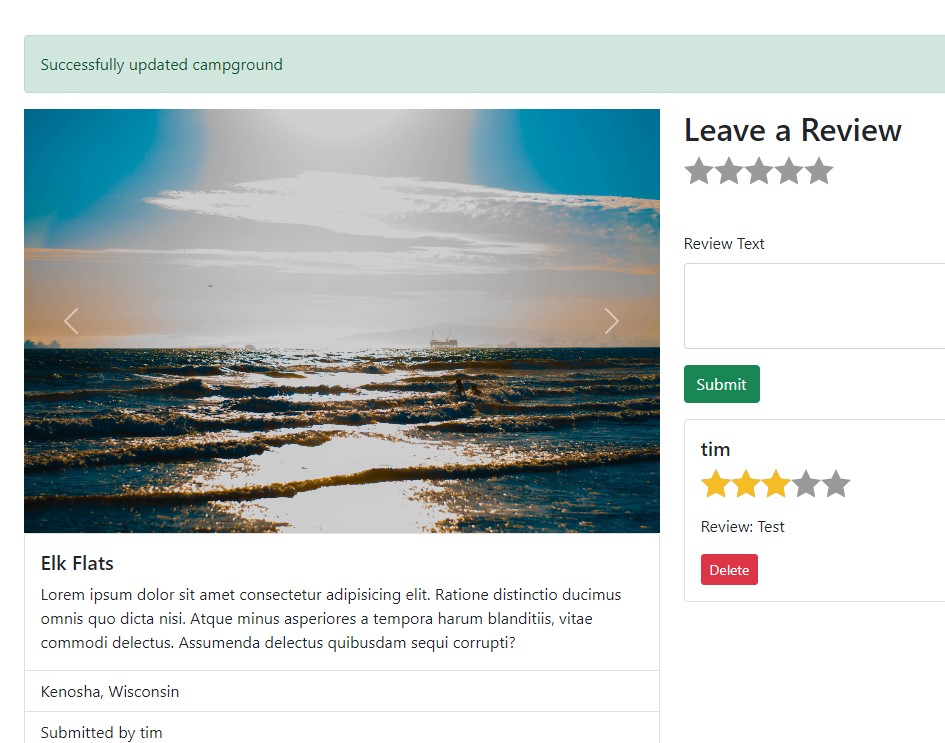 Successfully updated campground
Leave a Review
Review Text
Submit
tim
Review: Test
Delete
Elk Flats
Lorem ipsum dolor sit amet consectetur adipisicing elit. Ratione distinctio ducimus
omnis quo dicta nisi. Atque minus asperiores a tempora harum blanditiis, vitae
commodi delectus. Assumenda delectus quibusdam sequi corrupti?
Kenosha, Wisconsin
Submitted by tim